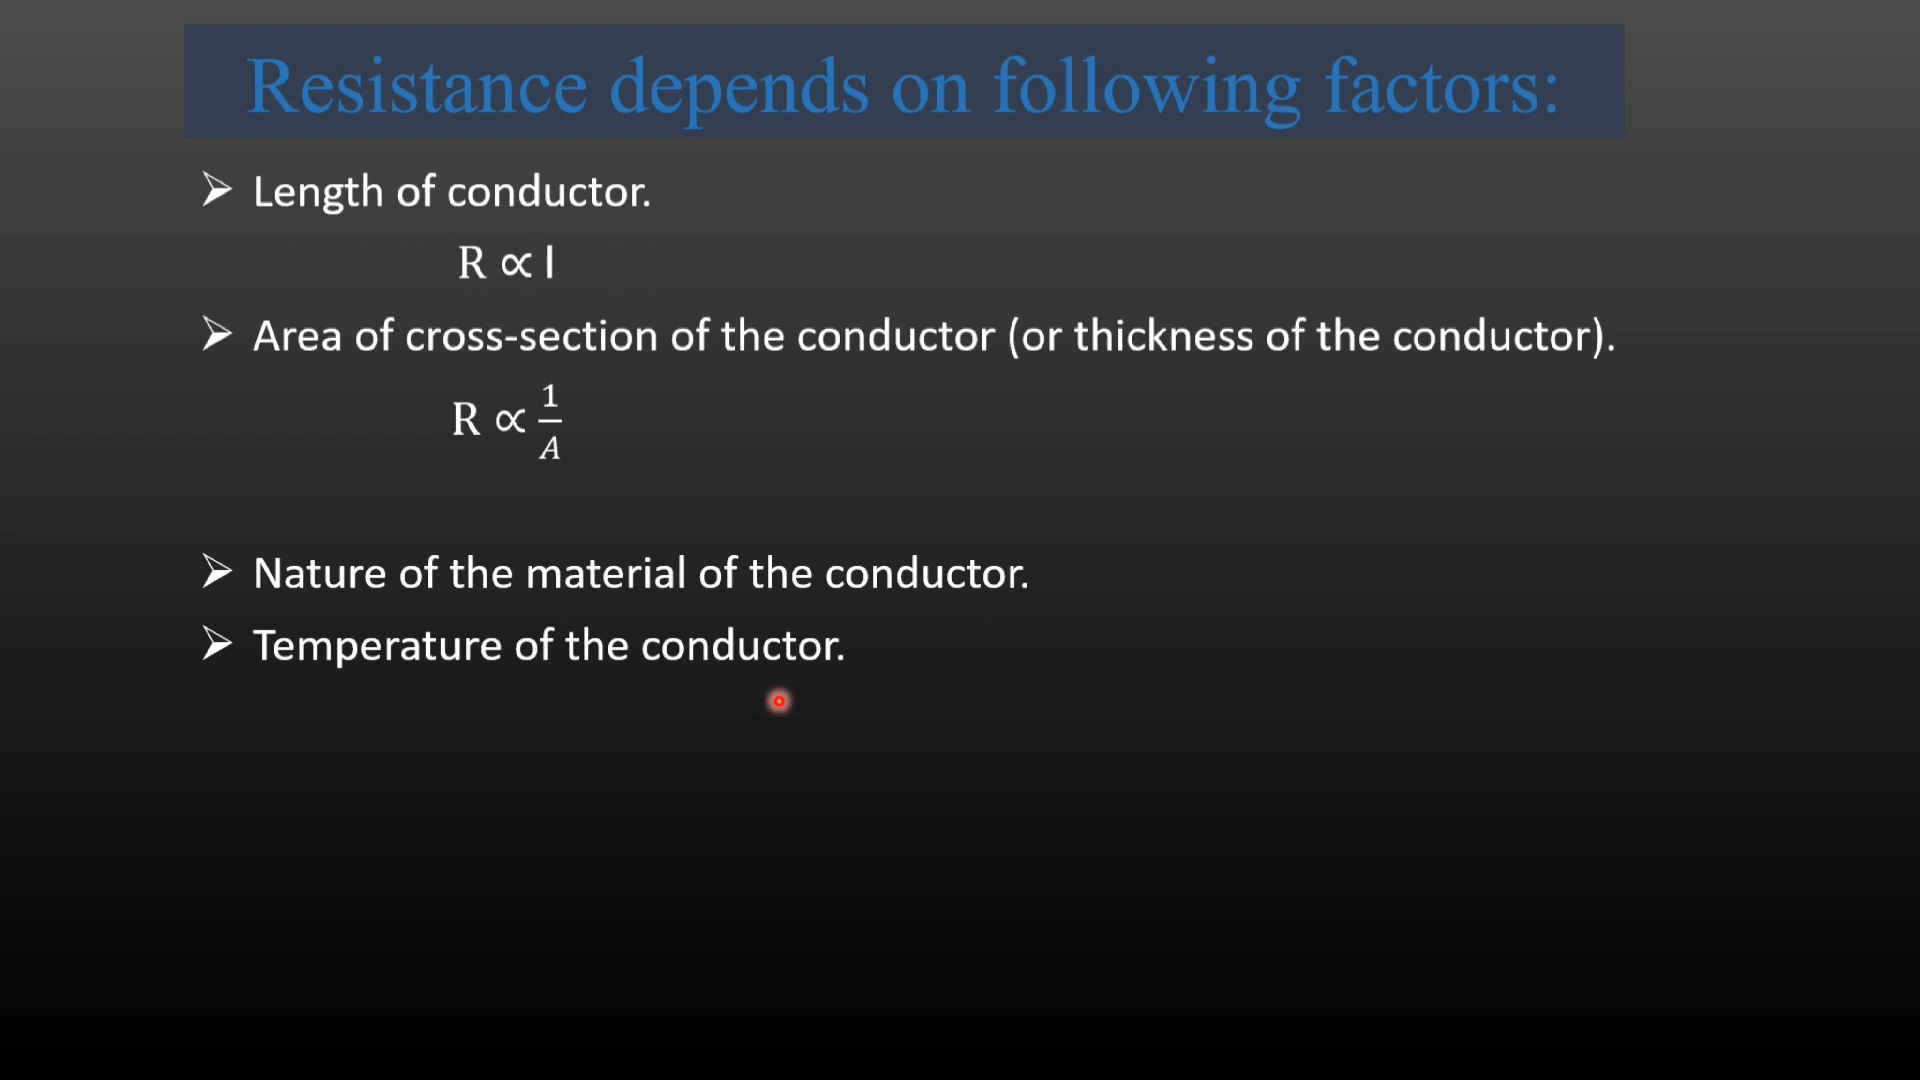 Resistance depends on following factors:
➢ Length of conductor.
R ∝ l
➢ Area of cross-section of the conductor (or thickness of the conductor).
R ∝ 1/A
➢ Nature of the material of the conductor.
➢ Temperature of the conductor.